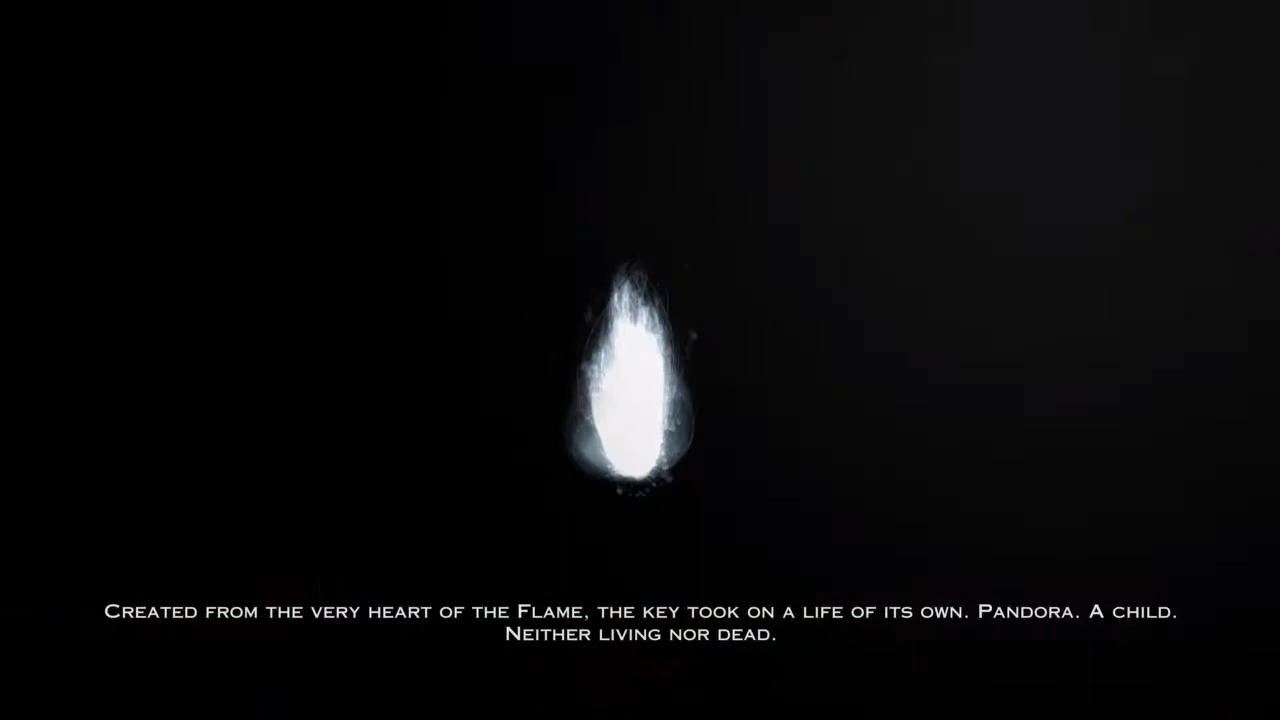 Created from the very heart of the Flame, the key took on a life of its own. Pandora. A child.
Neither living nor dead.